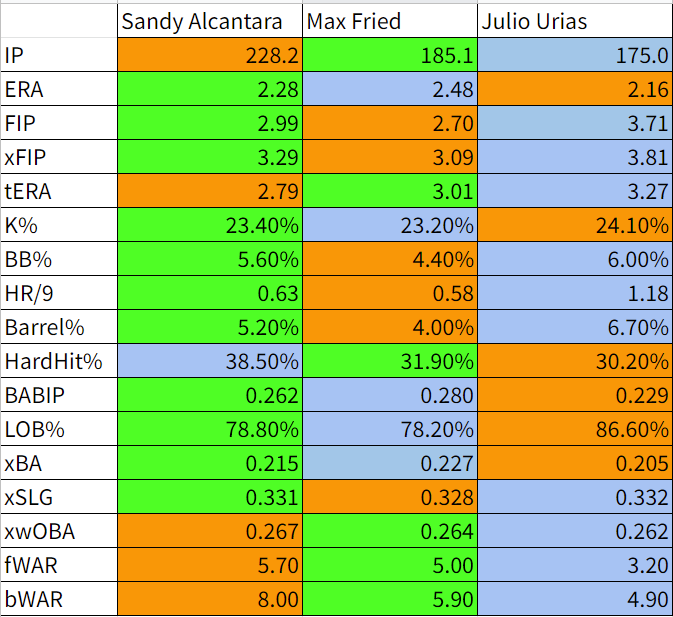 Sandy Alcantara Max Fried Julio Urias
IP 228.2 185.1 175.0
ERA 2.28 2.48 2.16
FIP 2.99 2.70 3.71
xFIP 3.29 3.09 3.81
tERA 2.79 3.01 3.27
K% 23.40% 23.20% 24.10%
BB% 5.60% 4.40% 6.00%
HR/9 0.63 0.58 1.18
Barrel% 5.20% 4.00% 6.70%
HardHit% 38.50% 31.90% 30.20%
BABIP 0.262 0.280 0.229
LOB% 78.80% 78.20% 86.60%
xBA 0.215 0.227 0.205
xSLG 0.331 0.328 0.332
xwOBA 0.267 0.264 0.262
fWAR 5.70 5.00 3.20
bWAR 8.00 5.90 4.90